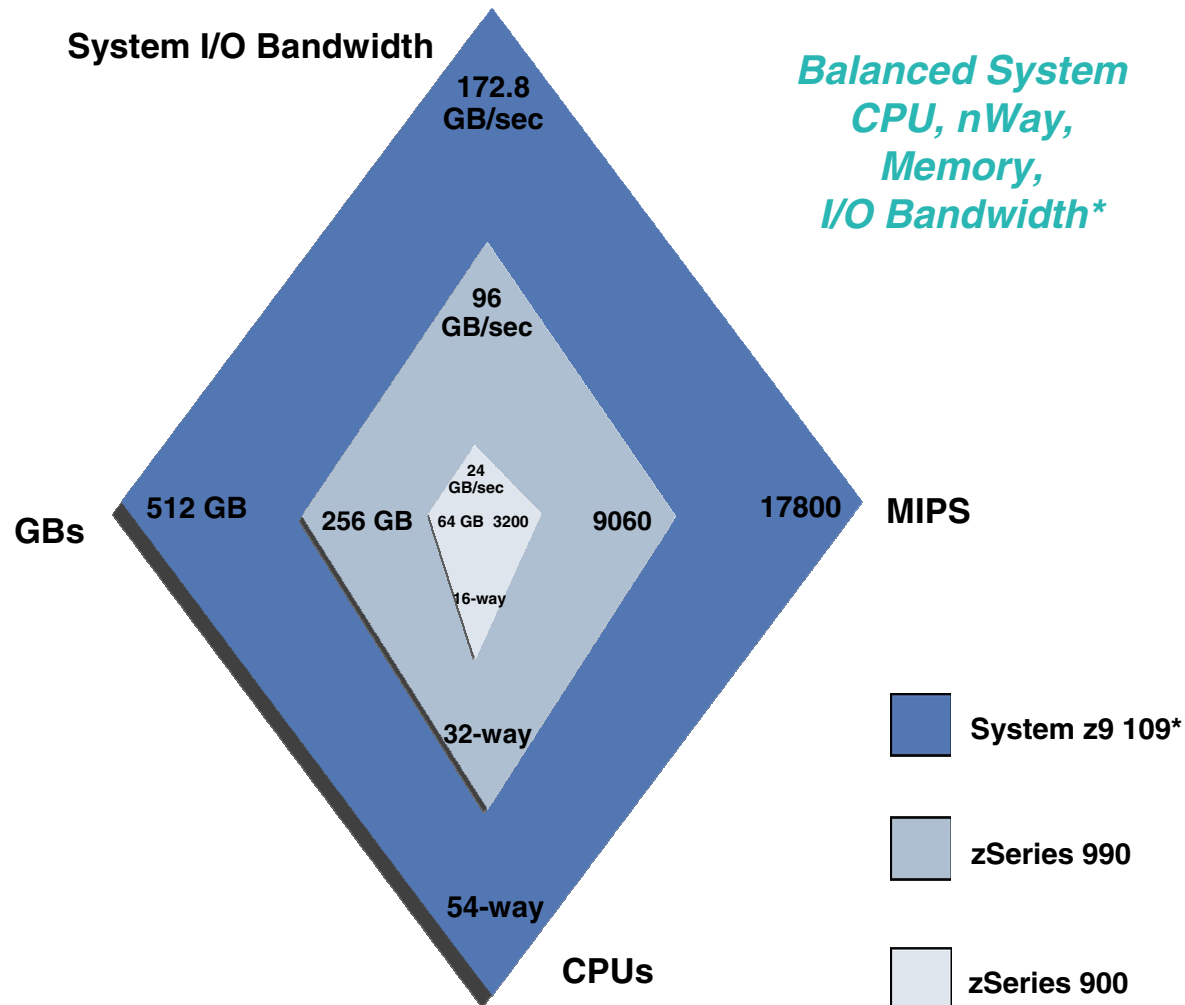 System I/O Bandwidth
Balanced System
CPU, nWay,
Memory,
I/O Bandwidth*
172.8
GB/sec
96
GB/sec
24
GB/sec
GBs
512 GB
256 GB
64 GB
3200
9060
17800
MIPS
16-way
32-way
54-way
CPUs
System z9 109*
zSeries 990
zSeries 900